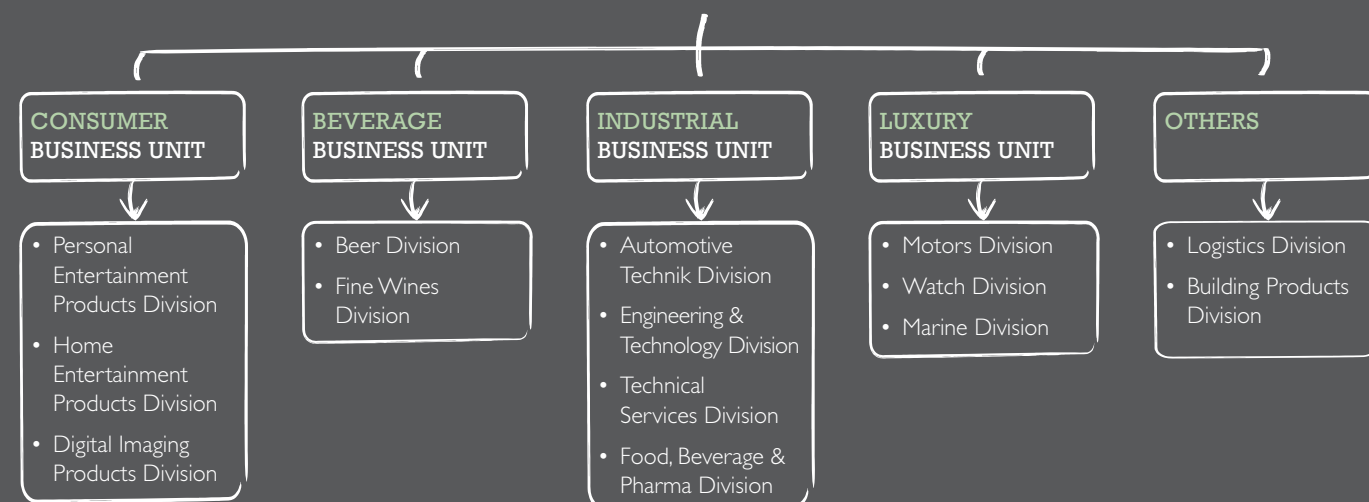 CONSUMER
BUSINESS UNIT
• Personal
Entertainment
Products Division
• Home
Entertainment
Products Division
• Digital Imaging
Products Division
BEVERAGE
BUSINESS UNIT
• Beer Division
• Fine Wines
Division
INDUSTRIAL
BUSINESS UNIT
• Automotive
Technik Division
• Engineering &
Technology Division
• Technical
Services Division
• Food, Beverage &
Pharma Division
LUXURY
BUSINESS UNIT
• Motors Division
• Watch Division
• Marine Division
OTHERS
• Logistics Division
• Building Products
Division